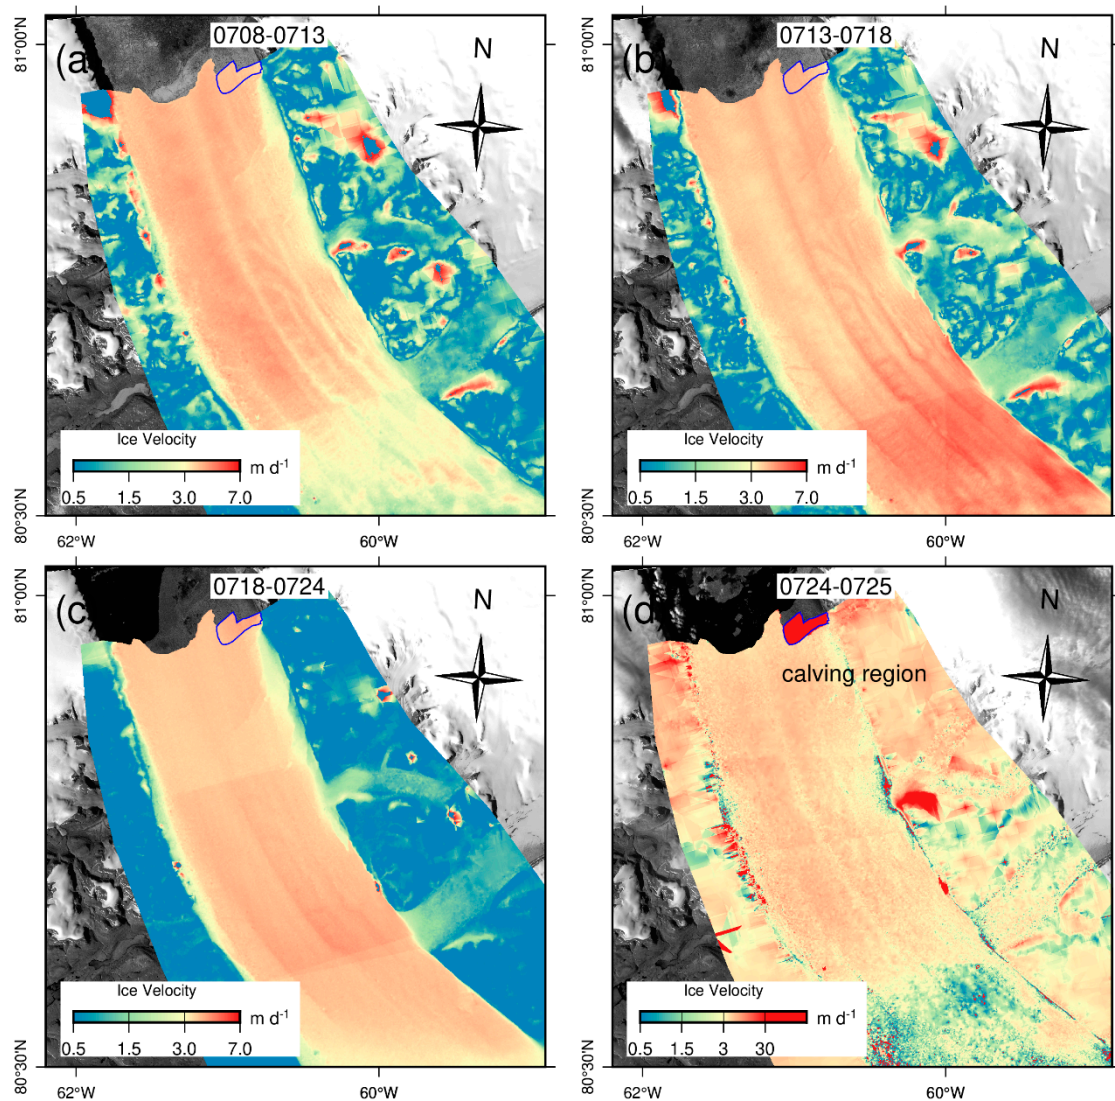 (a
0708-0713
N
81°00'N
80°30'N
Ice Velocity
m d-1
0.5 1.5 3.0 7.0
62°W 60°W
(b
0713-0718
N
Ice Velocity
m d-1
0.5 1.5 3.0 7.0
80°30'N
62°W 60°W
(c
0718-0724
N
81°00'N
80°30'N
Ice Velocity
m d-1
0.5 1.5 3.0 7.0
62°W 60°W
(d
0724-0725
N
calving region
Ice Velocity
m d-1
0.5 1.5 3 30
80°30'N
81°00'N
62°W 60°W